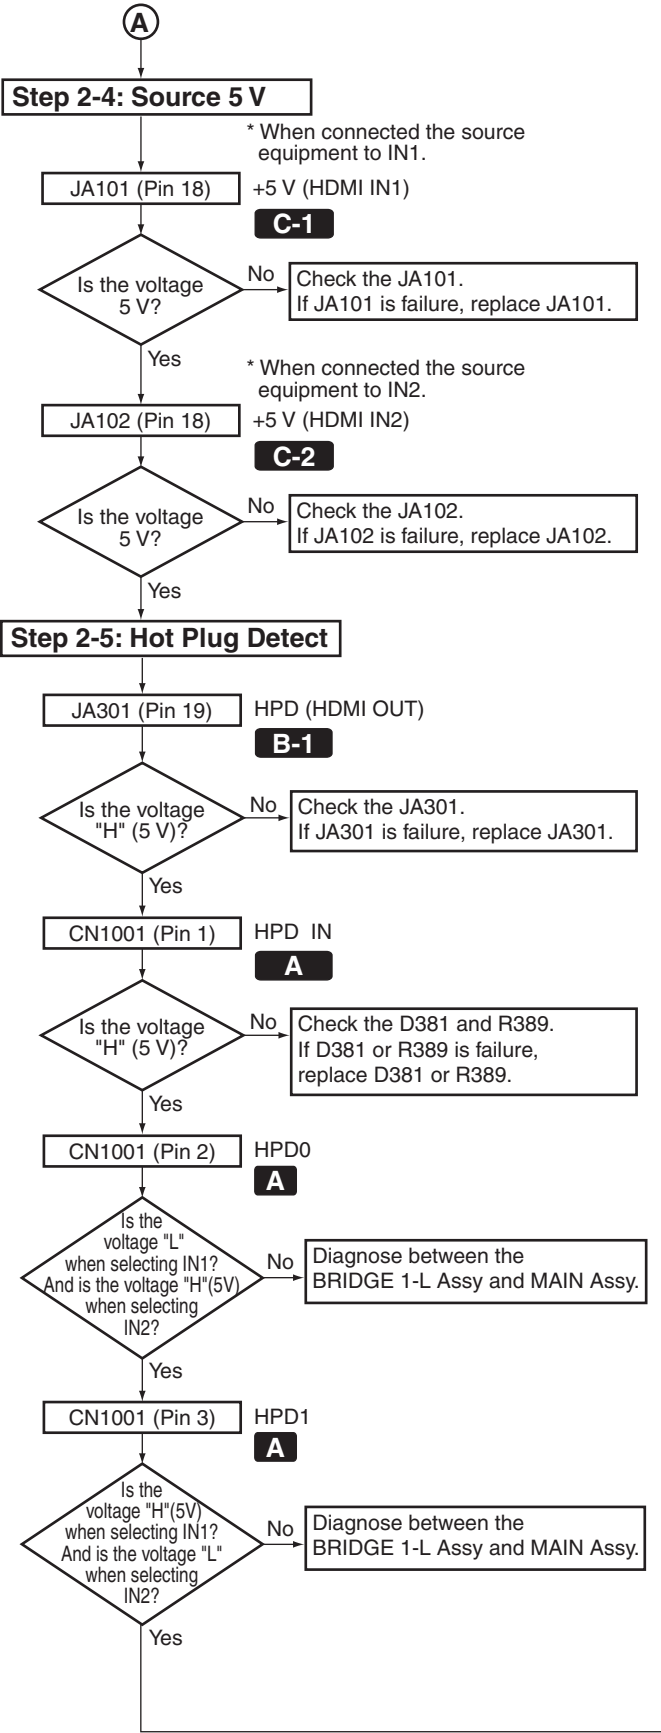 A
Step 2-4: Source 5 V
* When connected the source
equipment to IN1.
JA101 (Pin 18)
+5 V (HDMI IN1)
C-1
Is the voltage
5 V?
No
Check the JA101.
If JA101 is failure, replace JA101.
Yes
* When connected the source
equipment to IN2.
JA102 (Pin 18)
+5 V (HDMI IN2)
C-2
Is the voltage
5 V?
No
Check the JA102.
If JA102 is failure, replace JA102.
Yes
Step 2-5: Hot Plug Detect
JA301 (Pin 19)
HPD (HDMI OUT)
B-1
Is the voltage
"H" (5 V)?
No
Check the JA301.
If JA301 is failure, replace JA301.
Yes
CN1001 (Pin 1)
HPD IN
A
Is the voltage
"H" (5 V)?
No
Check the D381 and R389.
If D381 or R389 is failure,
replace D381 or R389.
Yes
CN1001 (Pin 2)
HPD0
A
Is the
voltage "L"
when selecting IN1?
And is the voltage "H"(5V)
when selecting
IN2?
No
Diagnose between the
BRIDGE 1-L Assy and MAIN Assy.
Yes
CN1001 (Pin 3)
HPD1
A
Is the
voltage "H"(5V)
when selecting IN1?
And is the voltage "L"
when selecting
IN2?
No
Diagnose between the
BRIDGE 1-L Assy and MAIN Assy.
Yes